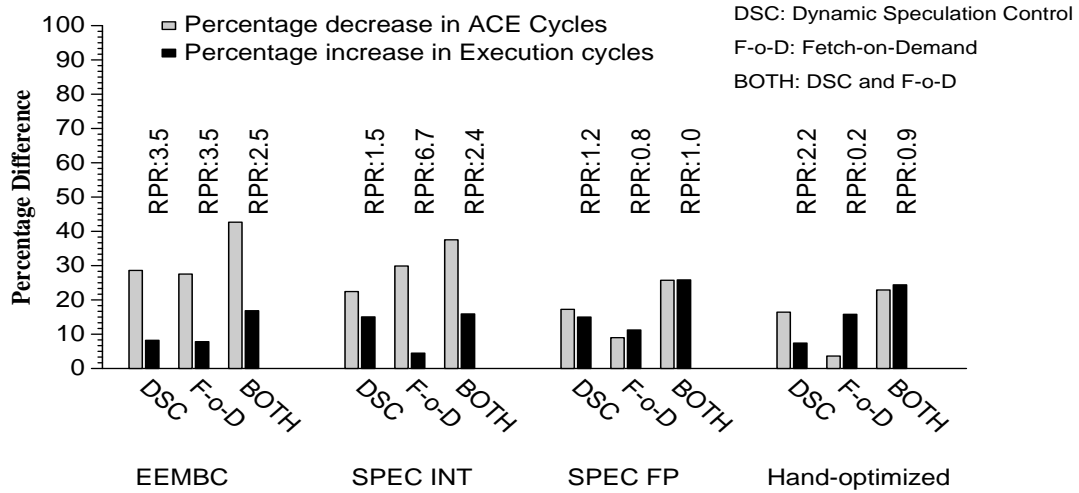 Percentage Difference
100
90
80
70
60
50
40
30
20
10
0
Percentage decrease in ACE Cycles
Percentage increase in Execution cycles
DSC: Dynamic Speculation Control
F-o-D: Fetch-on-Demand
BOTH: DSC and F-o-D
RPR:3.5
RPR:3.5
RPR:2.5
RPR:1.5
RPR:6.7
RPR:2.4
RPR:1.2
RPR:0.8
RPR:1.0
RPR:2.2
RPR:0.2
RPR:0.9
DSC
F-o-D
BOTH
DSC
F-o-D
BOTH
DSC
F-o-D
BOTH
DSC
F-o-D
BOTH
EEMBC
SPEC INT
SPEC FP
Hand-optimized